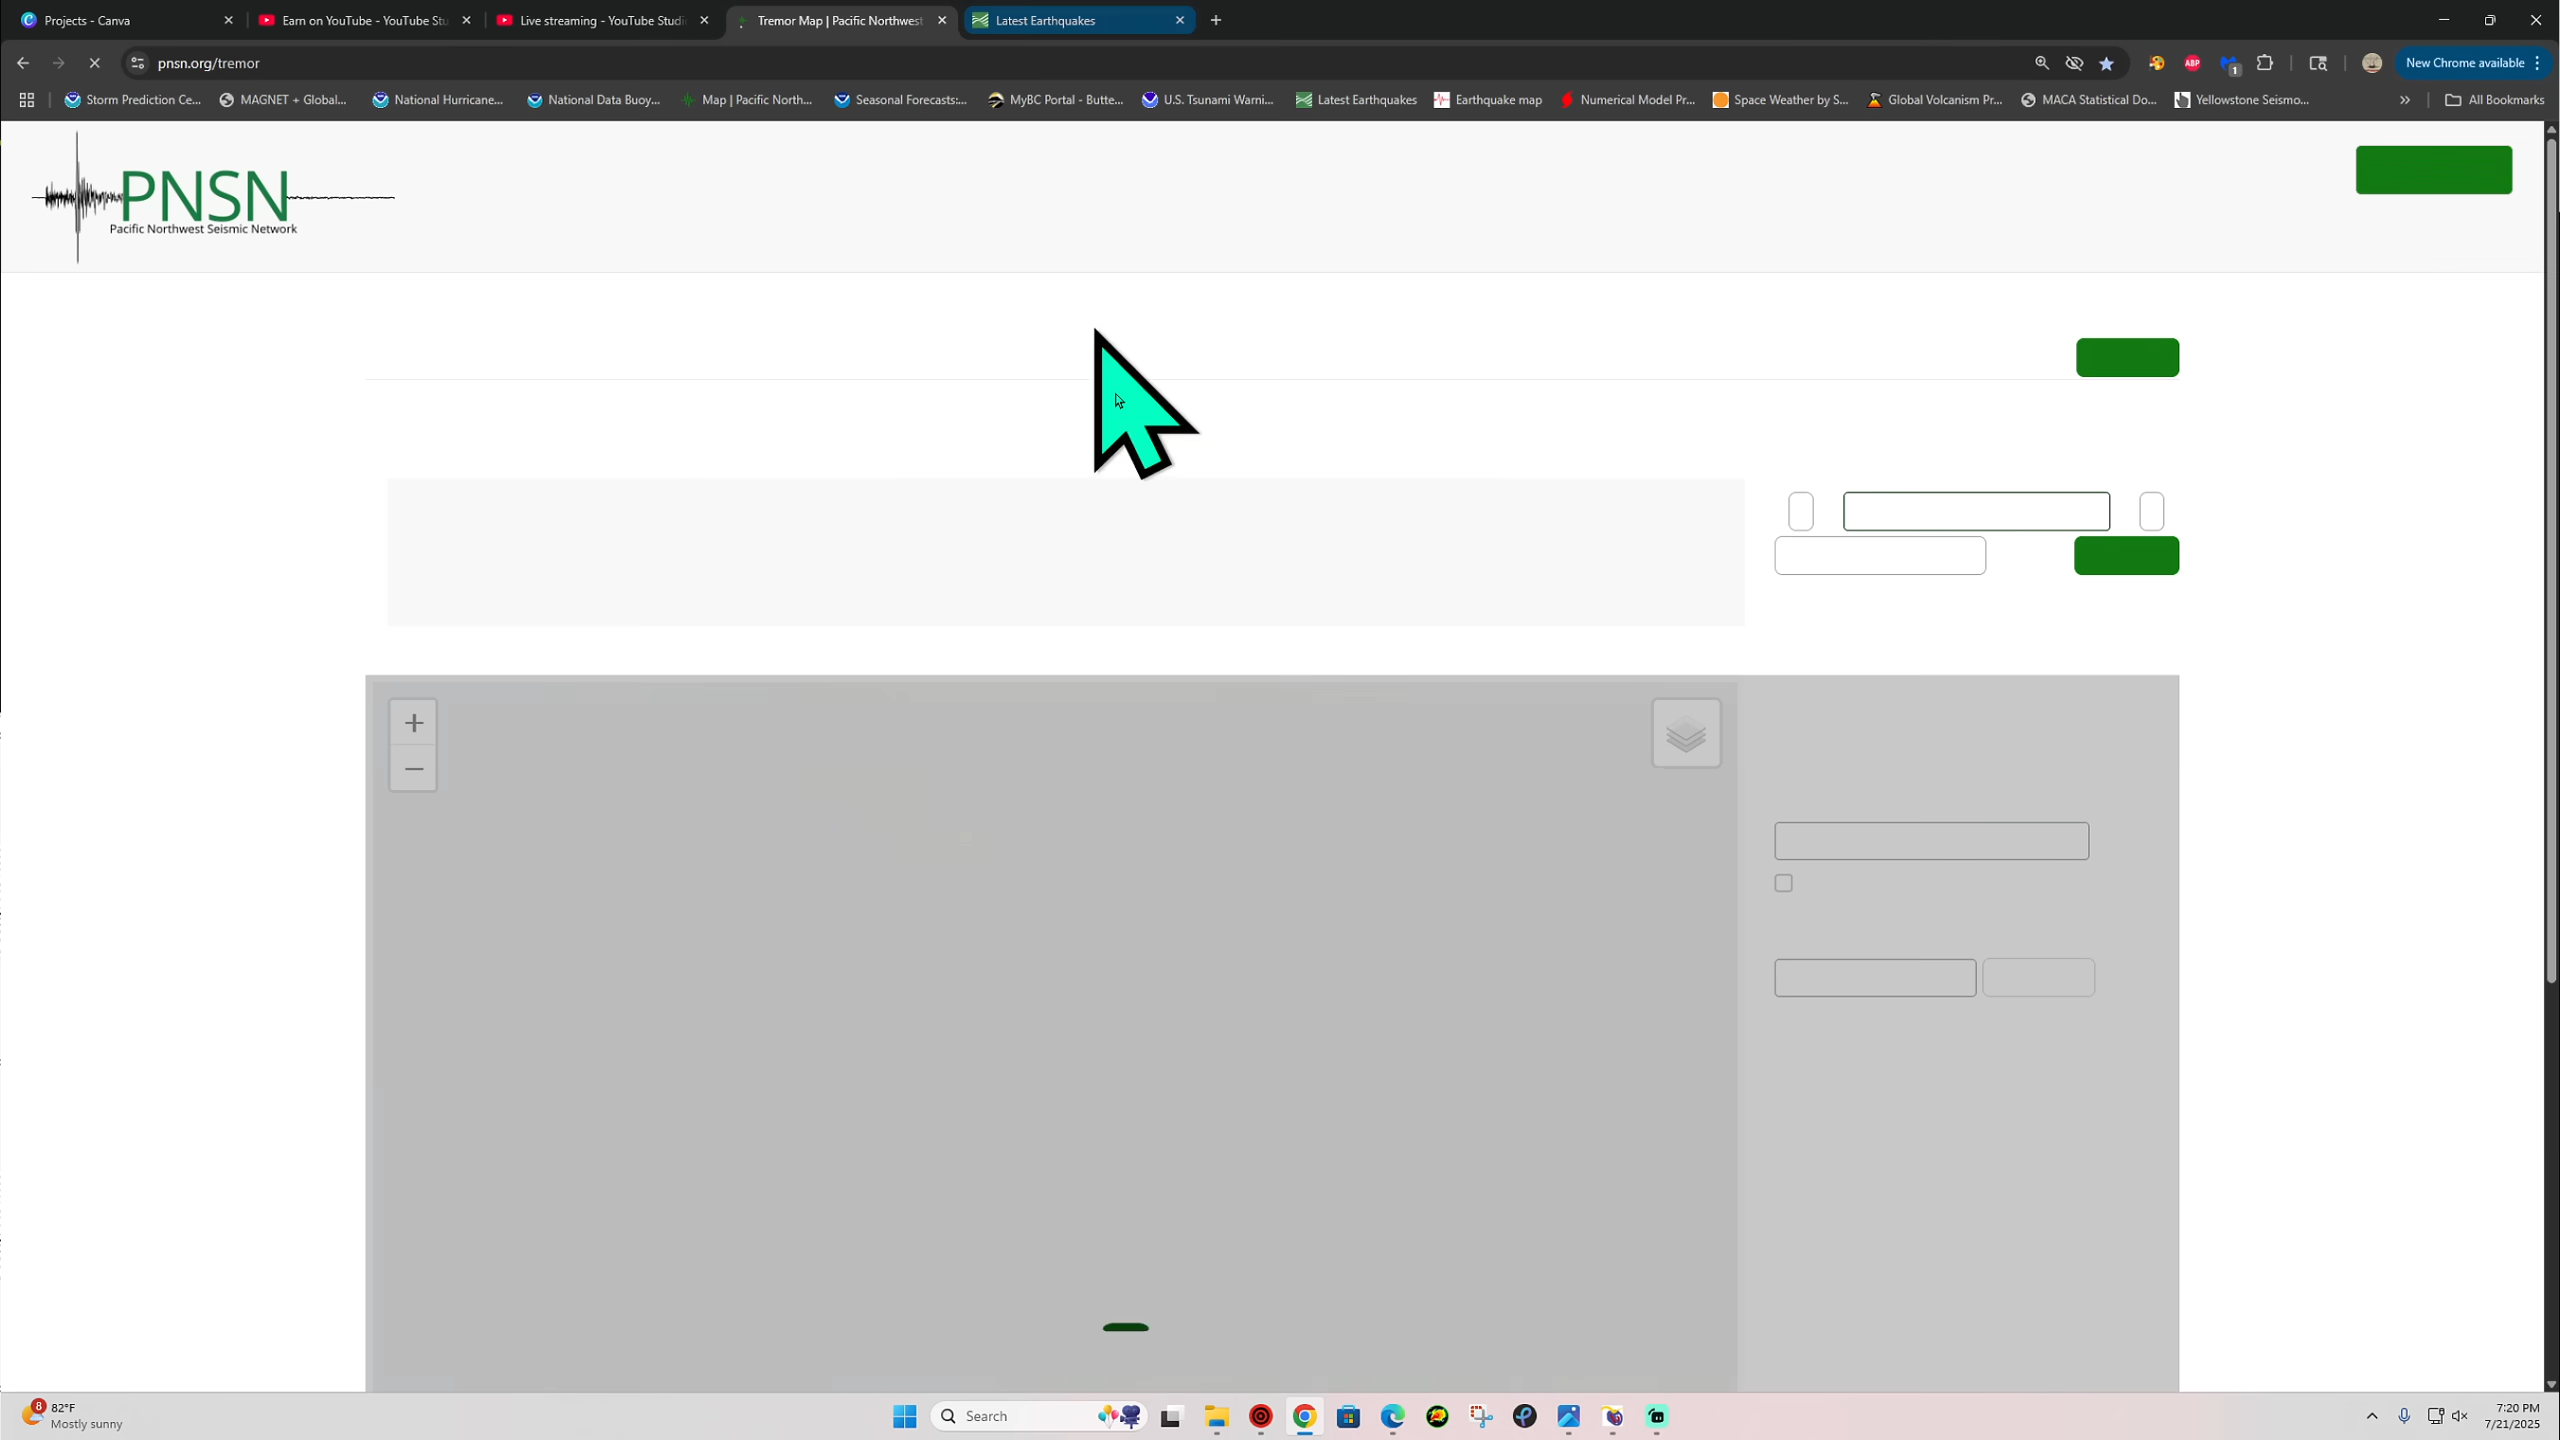 Projects - Canva
Earn on YouTube - YouTube Stu
Live streaming - YouTube Studi
Tremor Map | Pacific Northwest
Latest Earthquakes
pnsn.org/tremor
ABP
1
New Chrome available
Storm Prediction Ce...
MAGNET + Global...
National Hurricane...
National Data Buoy...
Map | Pacific North...
Seasonal Forecasts:...
MyBC Portal - Butte...
U.S. Tsunami Warni...
Latest Earthquakes
Earthquake map
Numerical Model Pr...
Space Weather by S...
Global Volcanism Pr...
MACA Statistical Do...
Yellowstone Seismo...
All Bookmarks
PNSN
Pacific Northwest Seismic Network
+
−
8
82°F
Mostly sunny
Search
7:20 PM
7/21/2025